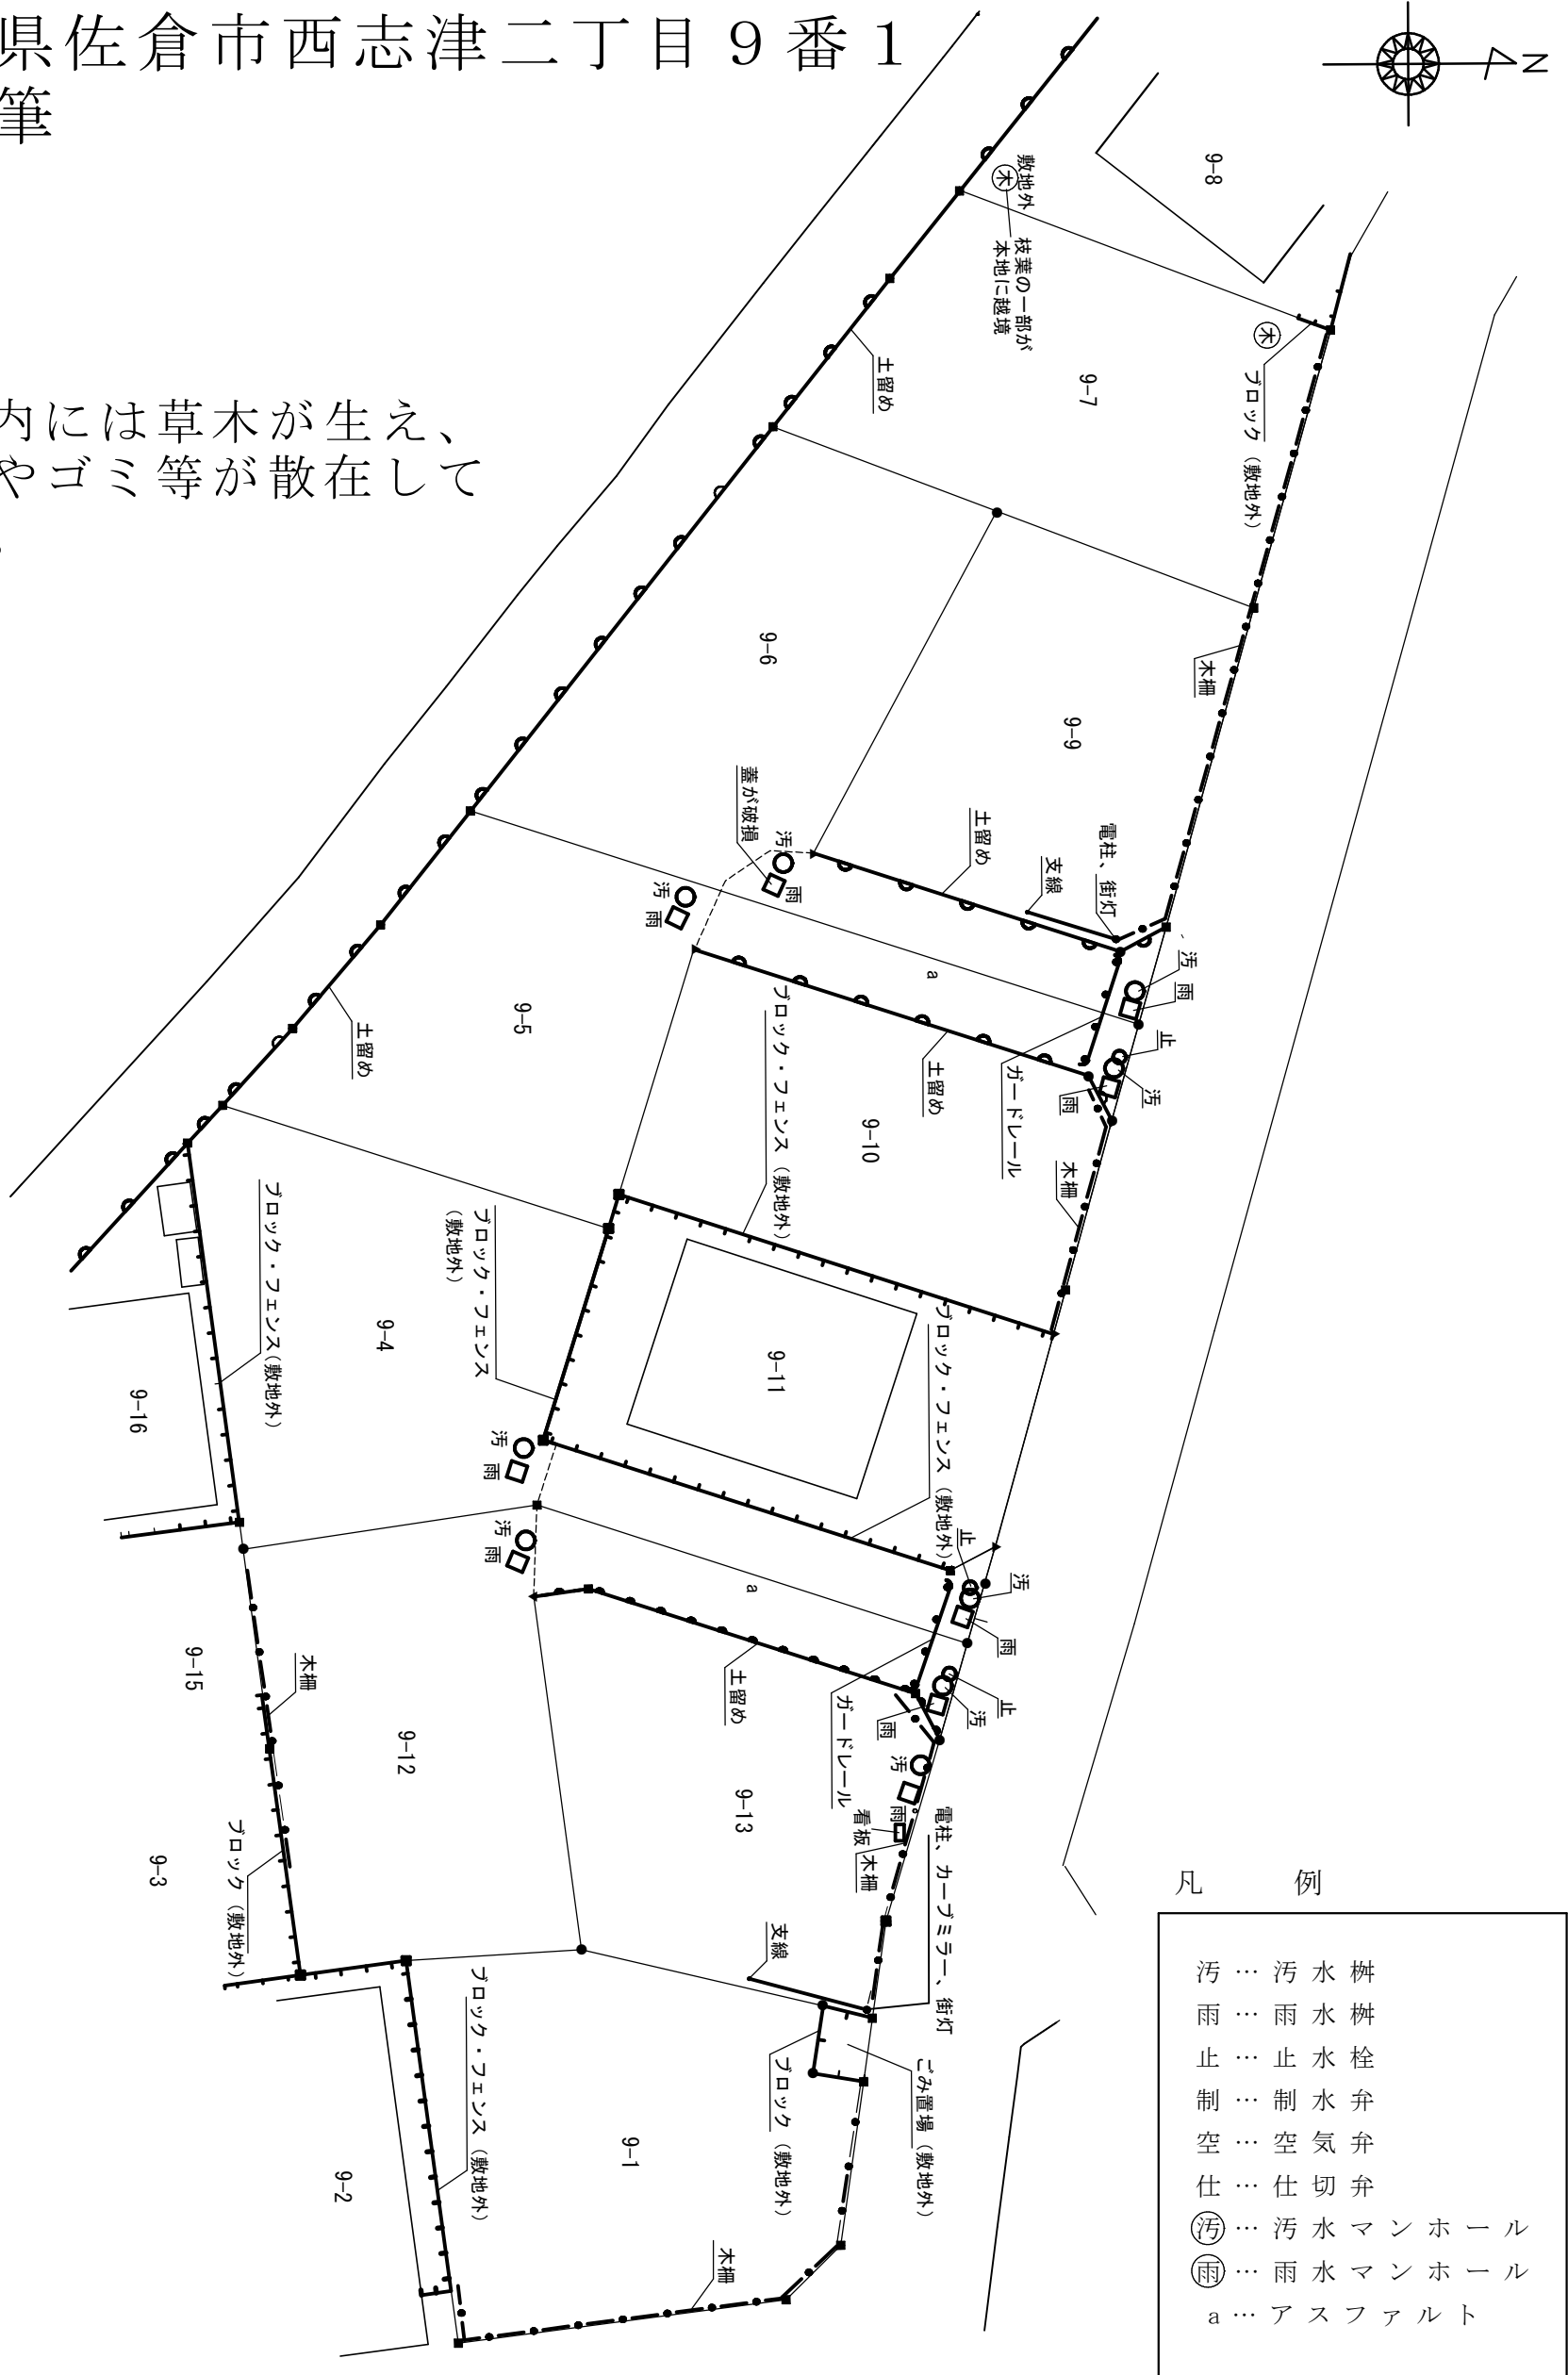 県佐倉市西志津二丁目９番１
筆
内には草木が生え、
やゴミ等が散在して
。
N
9-8
敷地外
木
枝葉の一部が
本地に越境
木
ブロック（敷地外）
9-7
土留め
木柵
9-6
9-9
蓋が破損
汚
雨
汚
雨
土留め
支線
電柱、街灯
汚
雨
止
汚
雨
a
9-5
土留め
ブロック・フェンス（敷地外）
土留め
ガードレール
9-10
木柵
ブロック・フェンス（敷地外）
ブロック・フェンス
（敷地外）
9-4
9-11
ブロック・フェンス（敷地外）
9-16
汚
雨
汚
雨
a
止
汚
雨
止
汚
雨
土留め
ガードレール
9-15
木柵
9-12
9-13
汚
雨
看板
木柵
電柱、カーブミラー、街灯
9-3
ブロック（敷地外）
支線
ブロック・フェンス（敷地外）
ブロック（敷地外）
ごみ置場（敷地外）
9-1
9-2
木柵
凡　例
汚…汚水桝
雨…雨水桝
止…止水栓
制…制水弁
空…空気弁
仕…仕切弁
汚…汚水マンホール
雨…雨水マンホール
a…アスファルト